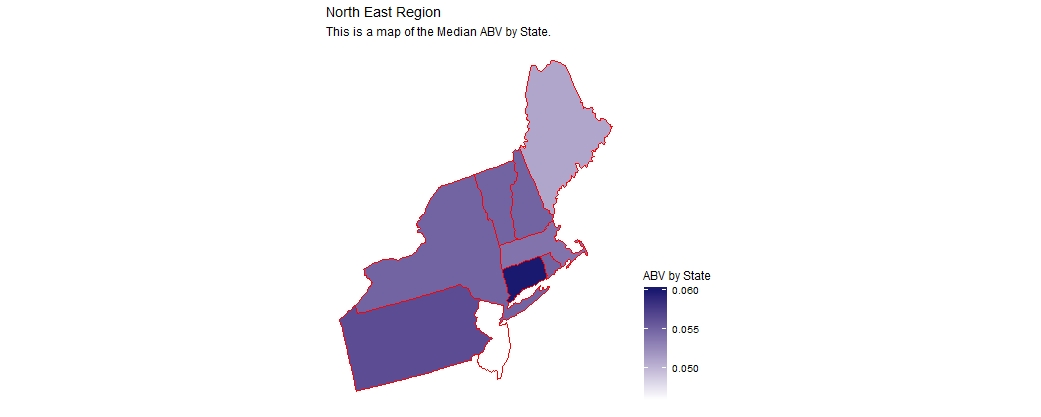 North East Region
This is a map of the Median ABV by State.
ABV by State
0.060
0.055
0.050